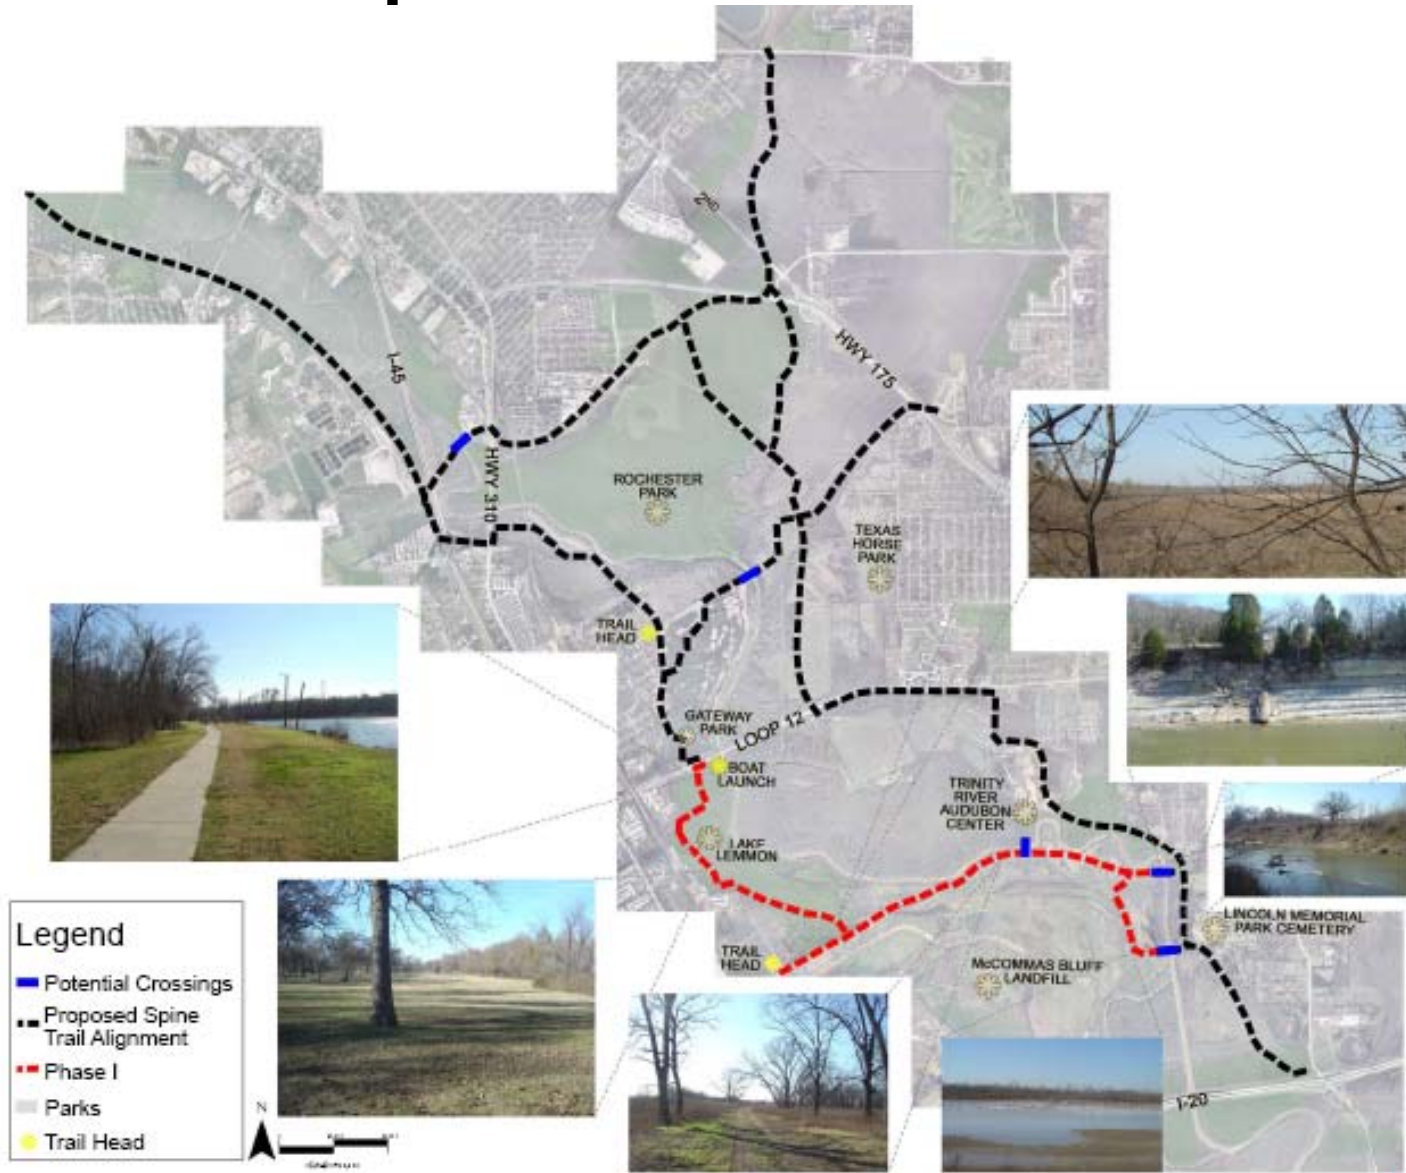 2ND
I-45
HWY 175
HWY 310
ROCHESTER
PARK
TEXAS
HORSE
PARK
TRAIL
HEAD
GATEWAY
PARK
LOOP 12
BOAT
LAUNCH
TRINITY
RIVER
AUDUBON
CENTER
LAKE
LEMMON
LINCOLN MEMORIAL
PARK CEMETERY
TRAIL
HEAD
McCOMMAS BLUFF
LANDFILL
I-20
Legend
Potential Crossings
Proposed Spine
Trail Alignment
Phase I
Parks
Trail Head
N